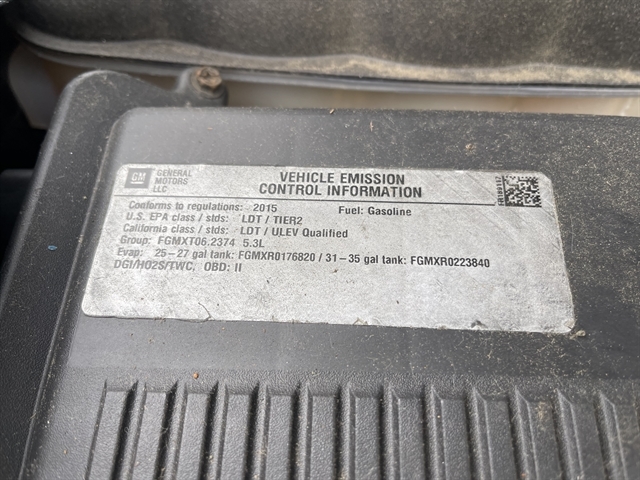 GM GENERAL MOTORS LLC
VEHICLE EMISSION
CONTROL INFORMATION
Conforms to regulations: 2015 Fuel: Gasoline
U.S. EPA class / stds: LDT / TIER2
California class / stds: LDT / ULEV Qualified
Group: FGMXT06.2374 5.3L
Evap: 25-27 gal tank: FGMXR0176820 / 31-35 gal tank: FGMXR0223840
DGI/HO2S/TWC, OBD: II